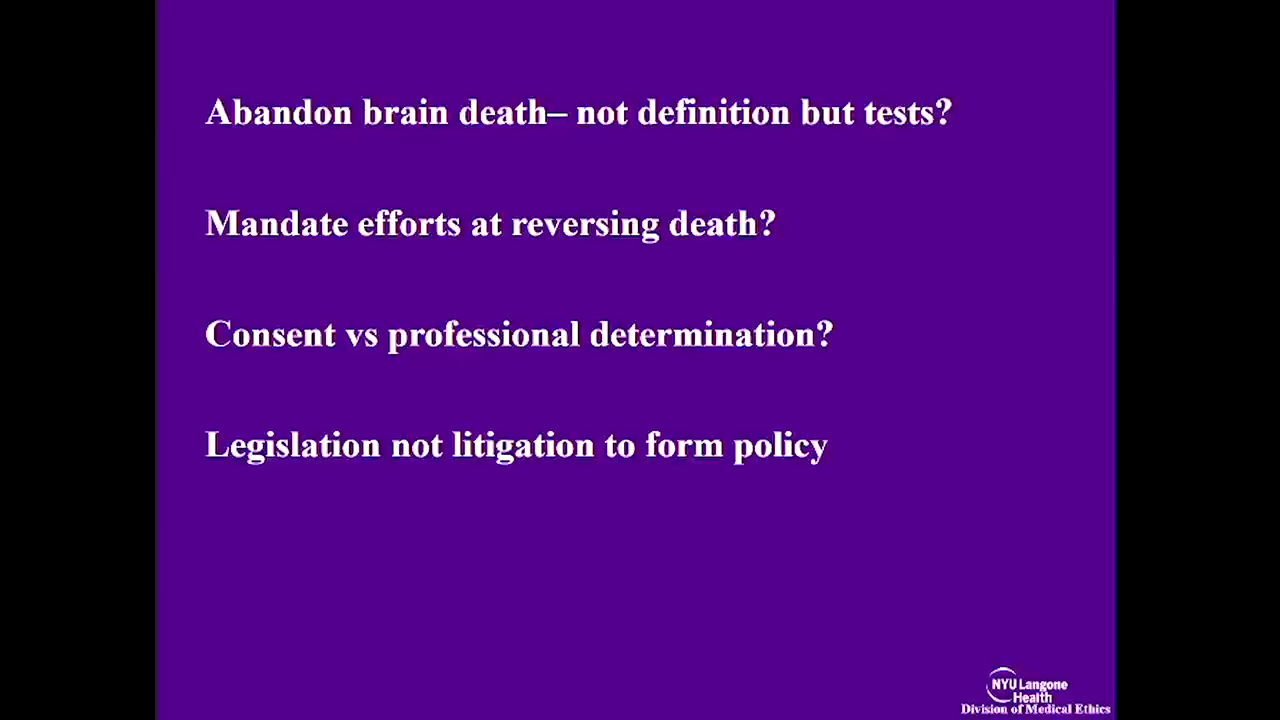 Abandon brain death– not definition but tests?
Mandate efforts at reversing death?
Consent vs professional determination?
Legislation not litigation to form policy
NYU Langone
Health
Division of Medical Ethics